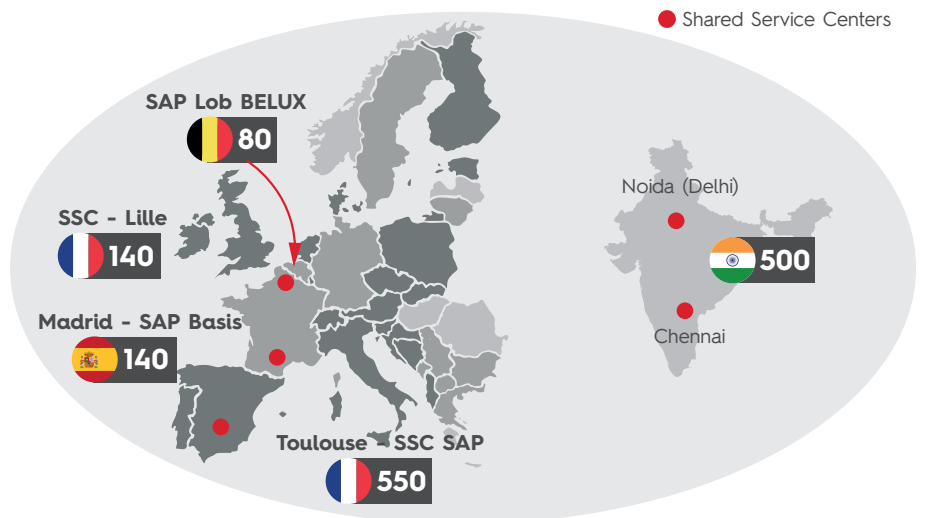 Shared Service Centers
SAP Lob BELUX
80
Noida (Delhi)
SSC - Lille
140
500
Madrid - SAP Basis
140
Chennai
Toulouse - SSC SAP
550